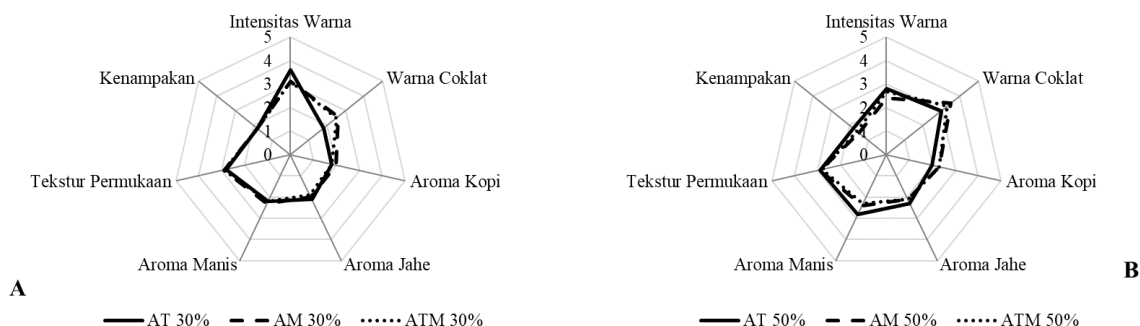 Intensitas Warna
5
4
3
2
1
0
Kenampakan
Warna Coklat
Tekstur Permukaan
Aroma Kopi
Aroma Manis
Aroma Jahe
A
AT 30%
AM 30%
ATM 30%
Intensitas Warna
5
4
3
2
1
0
Kenampakan
Warna Coklat
Tekstur Permukaan
Aroma Kopi
Aroma Manis
Aroma Jahe
B
AT 50%
AM 50%
ATM 50%